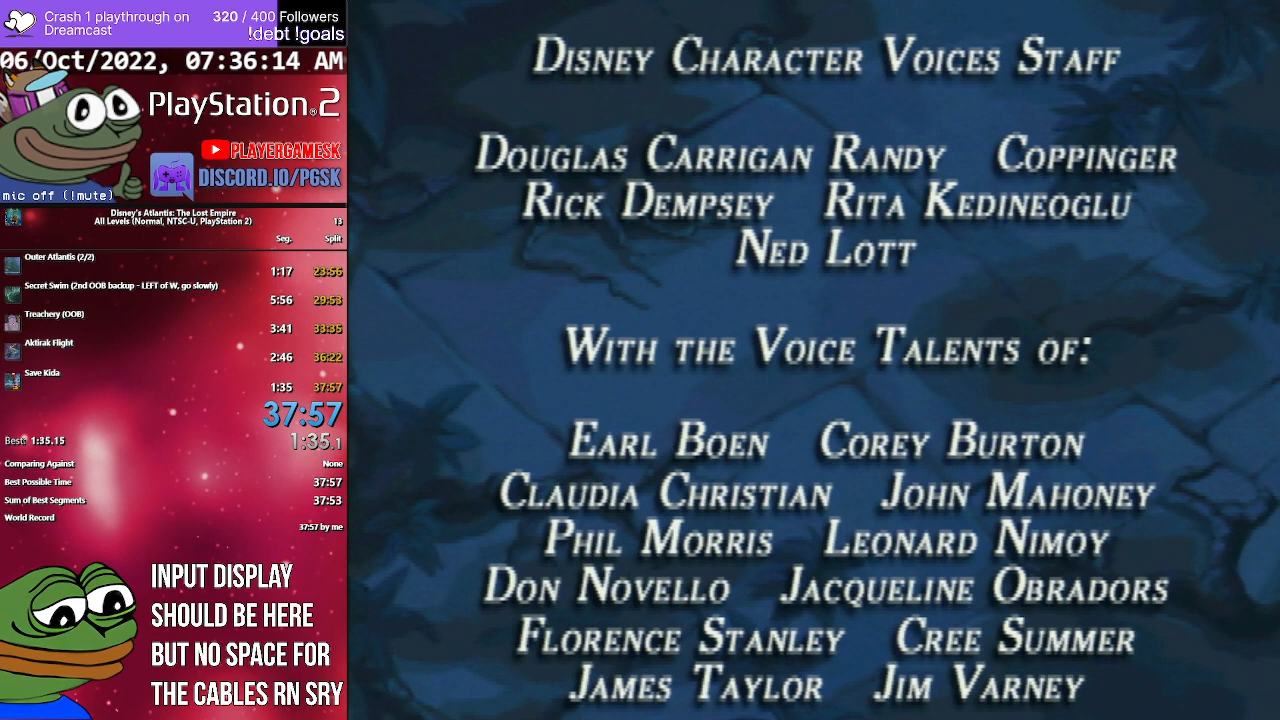 Crash 1 playthrough on
Dreamcast
320 / 400 Followers
!debt !goals
06/Oct/2022, 07:36:14 AM
PlayStation®2
PLAYERGAMESK
DISCORD.IO/PGSK
mic off (!mute)
Disney's Atlantis: The Lost Empire
All Levels (Normal, NTSC-U, PlayStation 2) 13
Seg. Split
Outer Atlantis (2/2)
1:17 23:56
Secret Swim (2nd OOB backup - LEFT of W, go slowly)
5:56 29:53
Treachery (OOB)
3:41 33:35
Aktirak Flight
2:46 36:22
Save Kida
1:35 37:57
37:57
1:35.1
Best: 1:35.15
Comparing Against None
Best Possible Time 37:57
Sum of Best Segments 37:53
World Record
37:57 by me
INPUT DISPLAY
SHOULD BE HERE
BUT NO SPACE FOR
THE CABLES RN SRY
DISNEY CHARACTER VOICES STAFF
DOUGLAS CARRIGAN RANDY COPPINGER
RICK DEMPSEY RITA KEDINEOGLU
NED LOTT
WITH THE VOICE TALENTS OF:
EARL BOEN COREY BURTON
CLAUDIA CHRISTIAN JOHN MAHONEY
PHIL MORRIS LEONARD NIMOY
DON NOVELLO JACQUELINE OBRADORS
FLORENCE STANLEY CREE SUMMER
JAMES TAYLOR JIM VARNEY